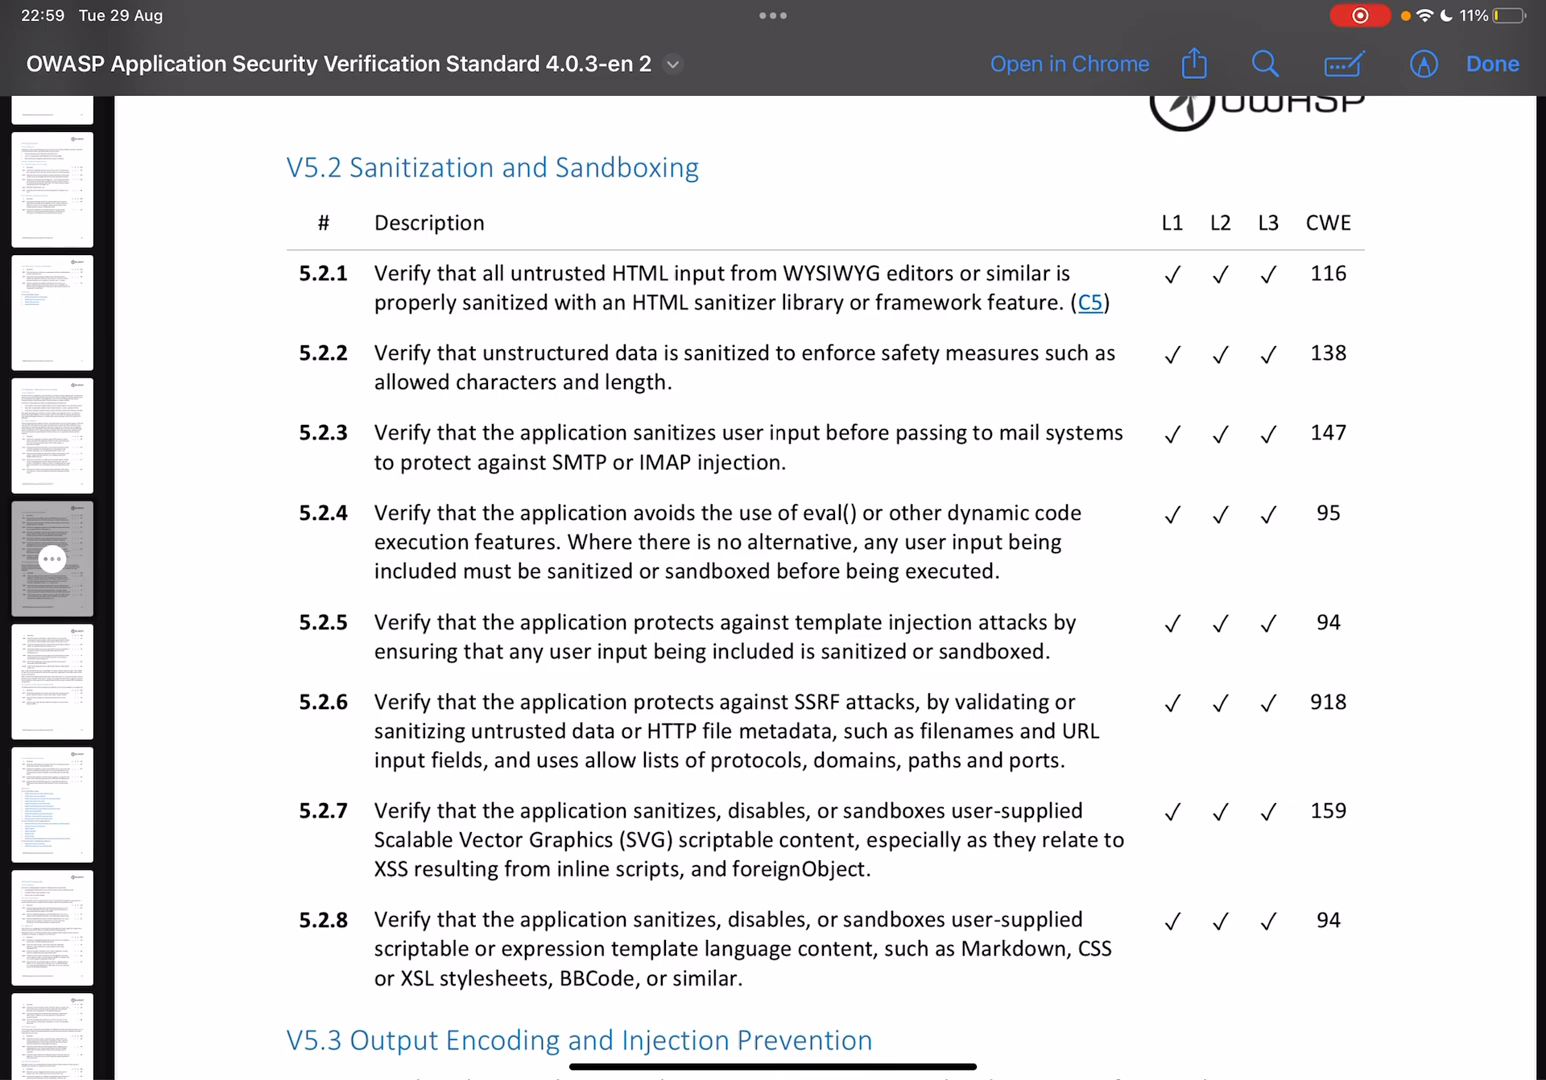 22:59 Tue 29 Aug
11%
OWASP Application Security Verification Standard 4.0.3-en 2
Open in Chrome
Done
OWASP
V5.2 Sanitization and Sandboxing
# Description L1 L2 L3 CWE
5.2.1 Verify that all untrusted HTML input from WYSIWYG editors or similar is ✓ ✓ ✓ 116
properly sanitized with an HTML sanitizer library or framework feature. (C5)
5.2.2 Verify that unstructured data is sanitized to enforce safety measures such as ✓ ✓ ✓ 138
allowed characters and length.
5.2.3 Verify that the application sanitizes user input before passing to mail systems ✓ ✓ ✓ 147
to protect against SMTP or IMAP injection.
5.2.4 Verify that the application avoids the use of eval() or other dynamic code ✓ ✓ ✓ 95
execution features. Where there is no alternative, any user input being
included must be sanitized or sandboxed before being executed.
5.2.5 Verify that the application protects against template injection attacks by ✓ ✓ ✓ 94
ensuring that any user input being included is sanitized or sandboxed.
5.2.6 Verify that the application protects against SSRF attacks, by validating or ✓ ✓ ✓ 918
sanitizing untrusted data or HTTP file metadata, such as filenames and URL
input fields, and uses allow lists of protocols, domains, paths and ports.
5.2.7 Verify that the application sanitizes, disables, or sandboxes user-supplied ✓ ✓ ✓ 159
Scalable Vector Graphics (SVG) scriptable content, especially as they relate to
XSS resulting from inline scripts, and foreignObject.
5.2.8 Verify that the application sanitizes, disables, or sandboxes user-supplied ✓ ✓ ✓ 94
scriptable or expression template language content, such as Markdown, CSS
or XSL stylesheets, BBCode, or similar.
V5.3 Output Encoding and Injection Prevention